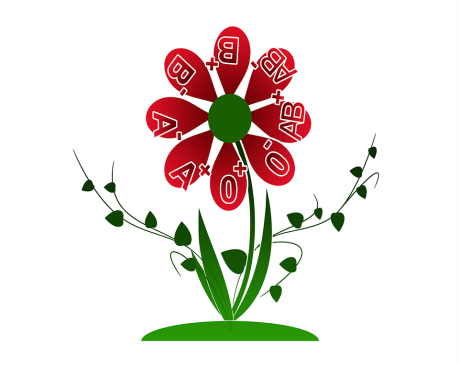 B+
AB-
AB+
O-
O+
A+
A-
B-